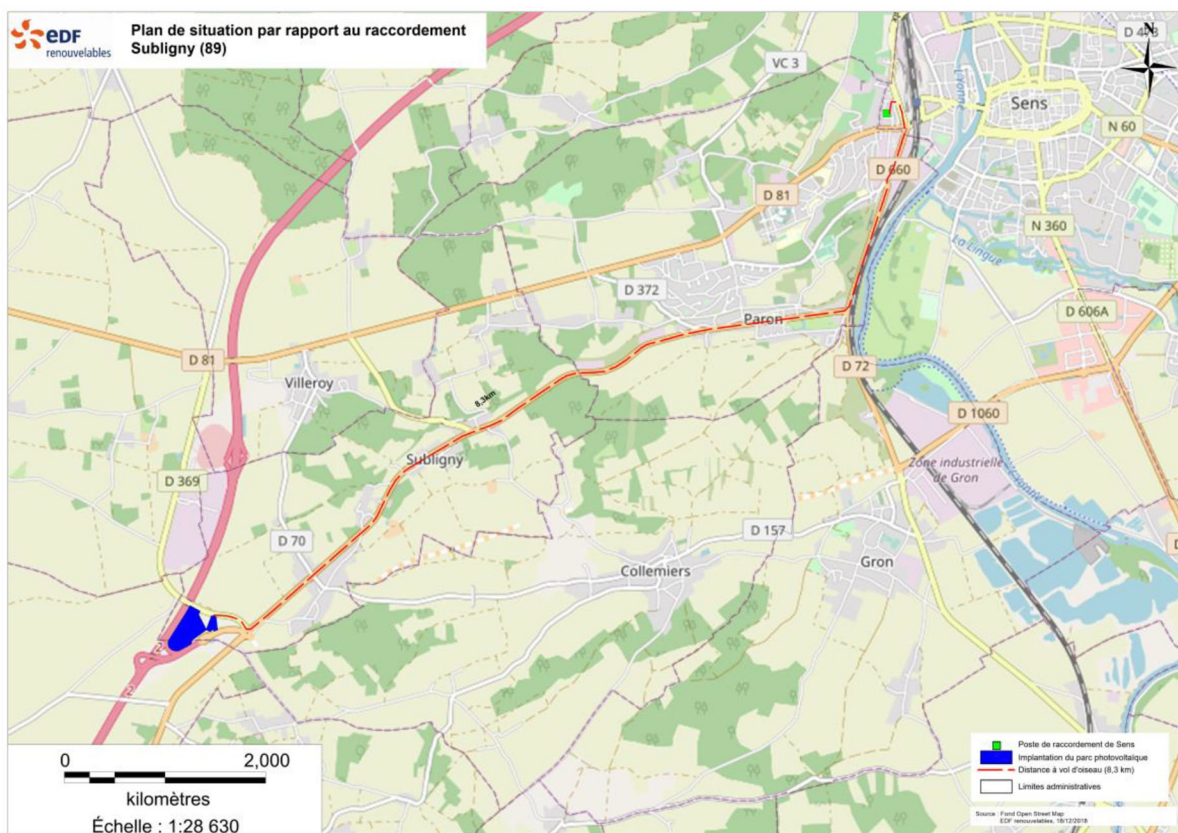 EDF
renouvelables
Plan de situation par rapport au raccordement
Subligny (89)
N
D 4
VC 3
L'Yonne
Sens
N 60
D 660
D 81
N 360
La Lingue
D 372
D 606A
Paron
D 81
Villeroy
D 72
8,3km
D 1060
Subligny
Zone industrielle
de Gron
D 369
D 157
D 70
Collemiers
Gron
D
0 2,000
kilomètres
Échelle : 1:28 630
Poste de raccordement de Sens
Implantation du parc photovoltaïque
Distance à vol d'oiseau (8,3 km)
Limites administratives
Source : Fond Open Street Map
EDF renouvelables, 18/12/2018